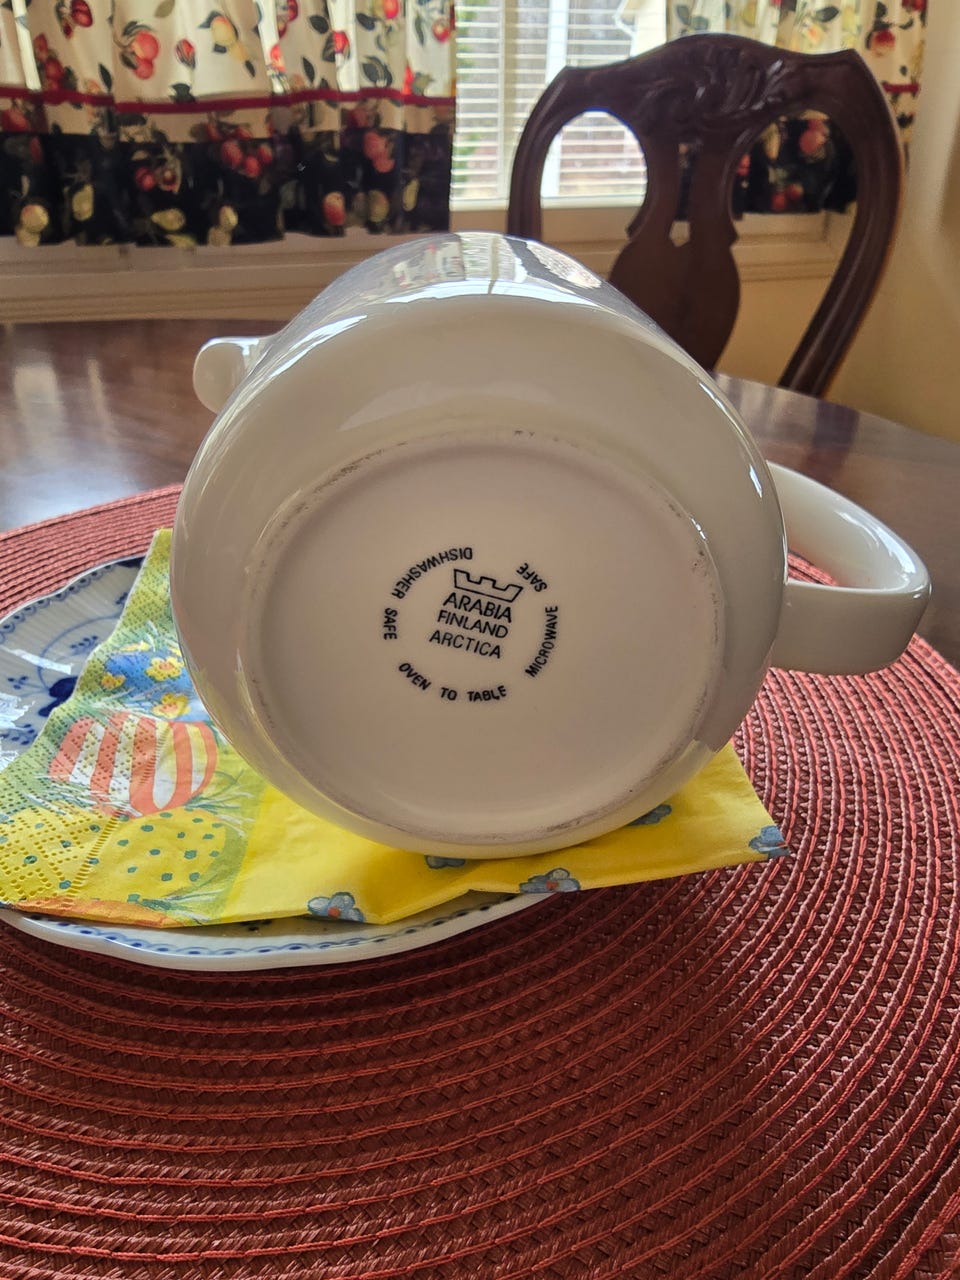 ARABIA
FINLAND
ARCTICA
DISHWASHER SAFE
OVEN TO TABLE
MICROWAVE SAFE